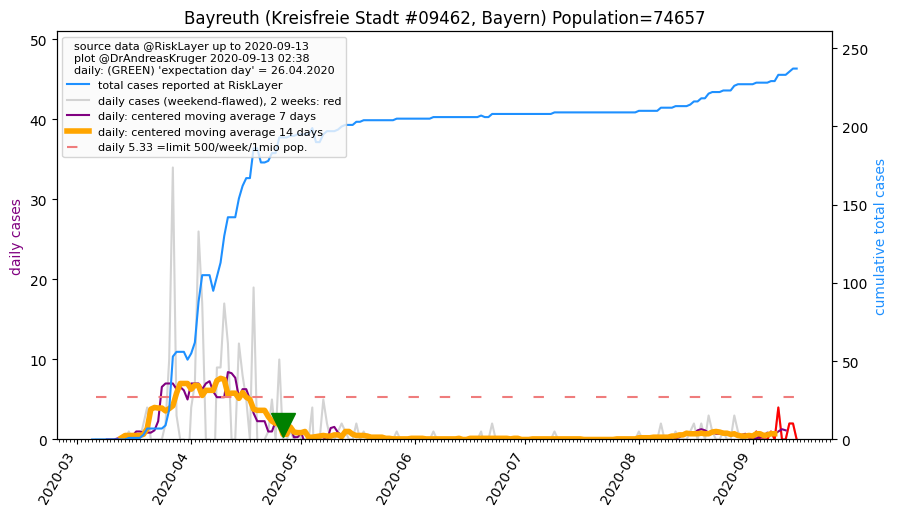 Bayreuth (Kreisfreie Stadt #09462, Bayern) Population=74657
source data @RiskLayer up to 2020-09-13
plot @DrAndreasKruger 2020-09-13 02:38
daily: (GREEN) 'expectation day' = 26.04.2020
total cases reported at RiskLayer
daily cases (weekend-flawed), 2 weeks: red
daily: centered moving average 7 days
daily: centered moving average 14 days
daily 5.33 =limit 500/week/1mio pop.
daily cases
50
40
30
20
10
0
cumulative total cases
250
200
150
100
50
0
2020-03
2020-04
2020-05
2020-06
2020-07
2020-08
2020-09